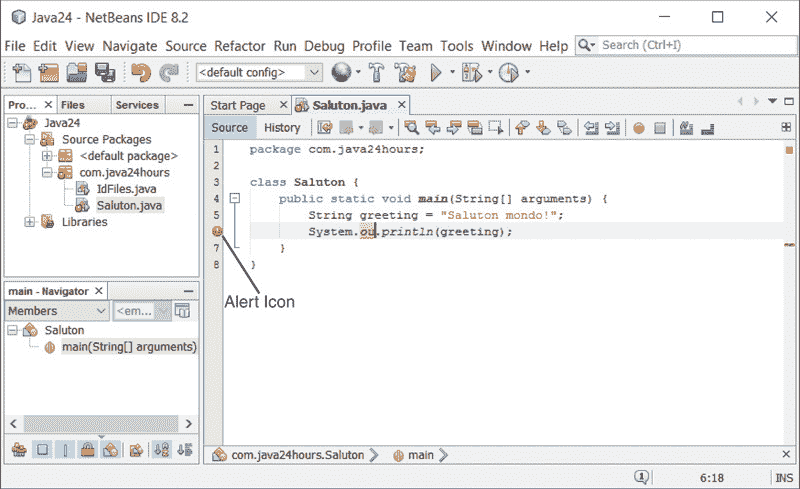 Java24 - NetBeans IDE 8.2
File Edit View Navigate Source Refactor Run Debug Profile Team Tools Window Help Search (Ctrl+I)
<default config>
Pro... Files Services
Java24
Source Packages
<default package>
com.java24hours
IdFiles.java
Saluton.java
Libraries
main - Navigator
Members <em...
Saluton
main(String[] arguments)
Start Page Saluton.java
Source History
1 package com.java24hours;
2
3 class Saluton {
4 public static void main(String[] arguments) {
5 String greeting = "Saluton mondo!";
System.ou.println(greeting);
7 }
8 }
Alert Icon
com.java24hours.Saluton main
6:18 INS